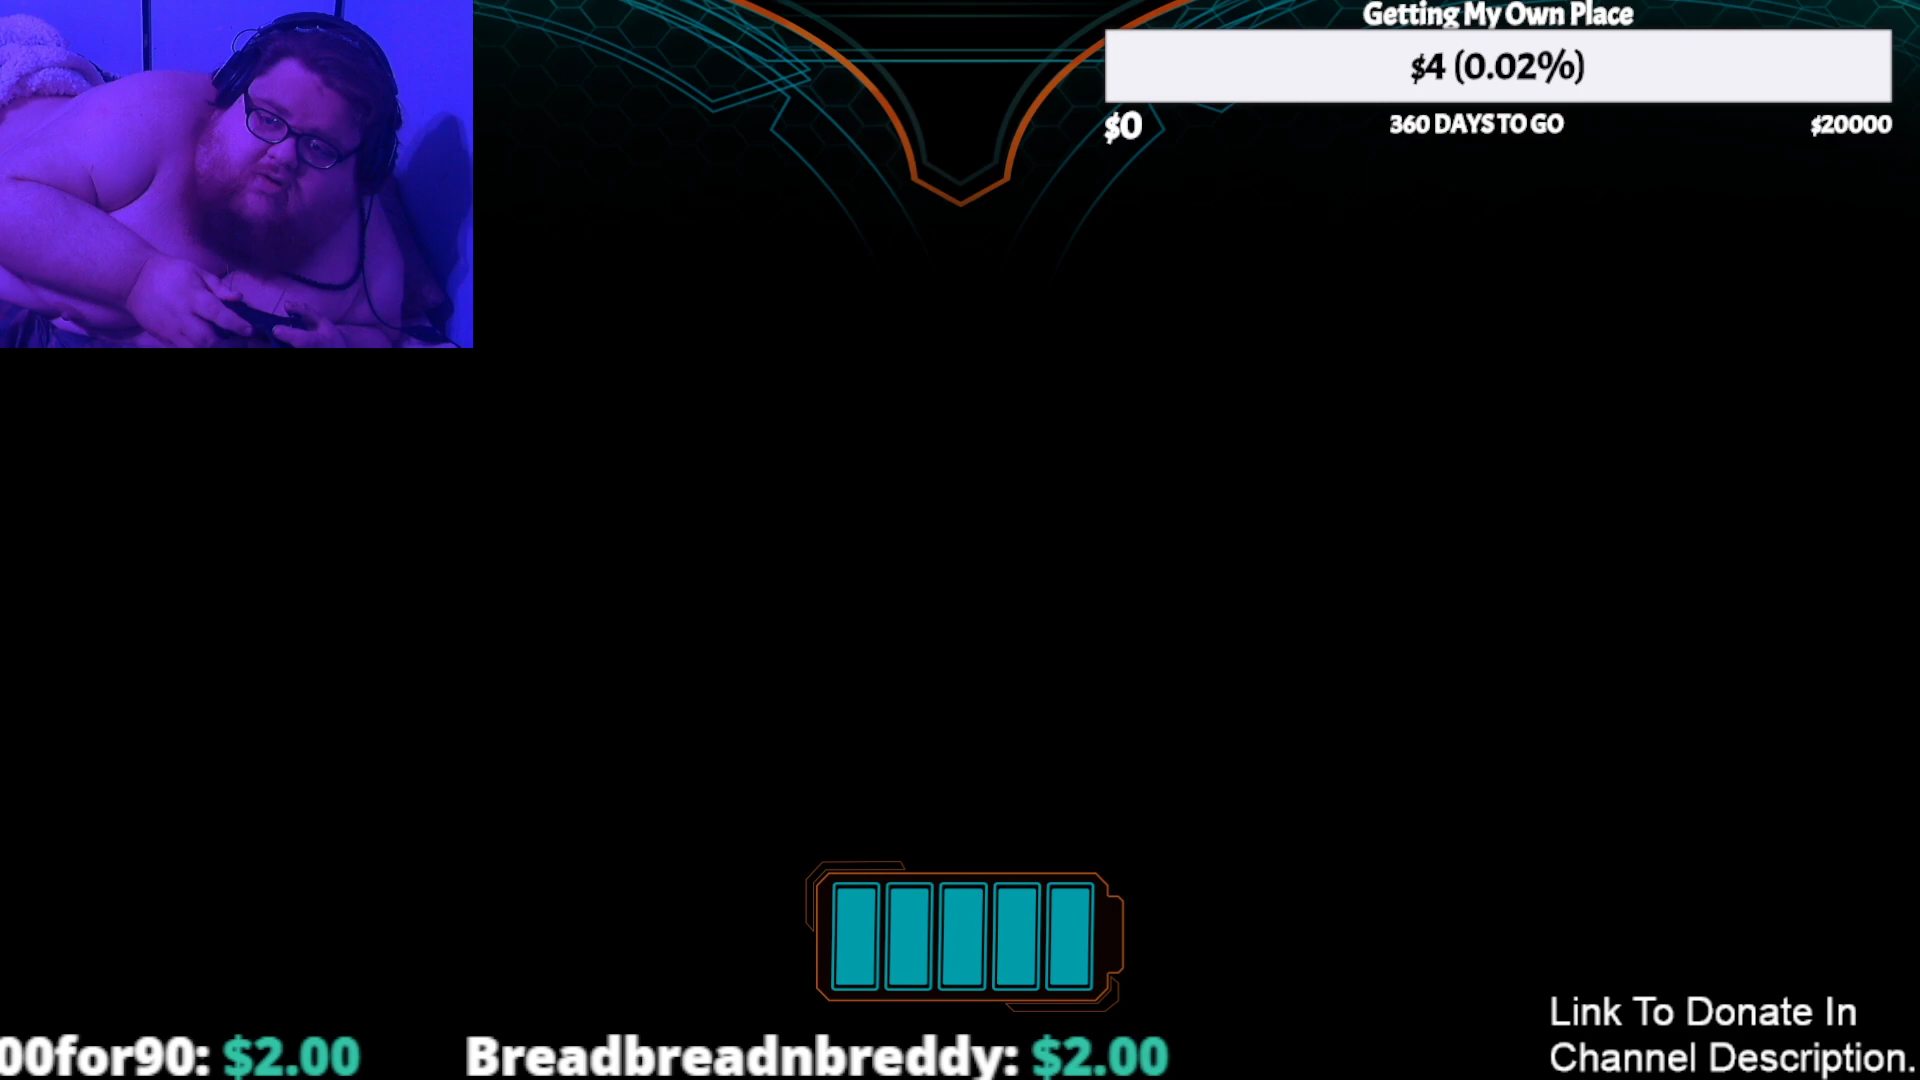 Getting My Own Place
$4 (0.02%)
$0 360 DAYS TO GO $20000
00for90: $2.00 Breadbreadnbreddy: $2.00
Link To Donate In
Channel Description.